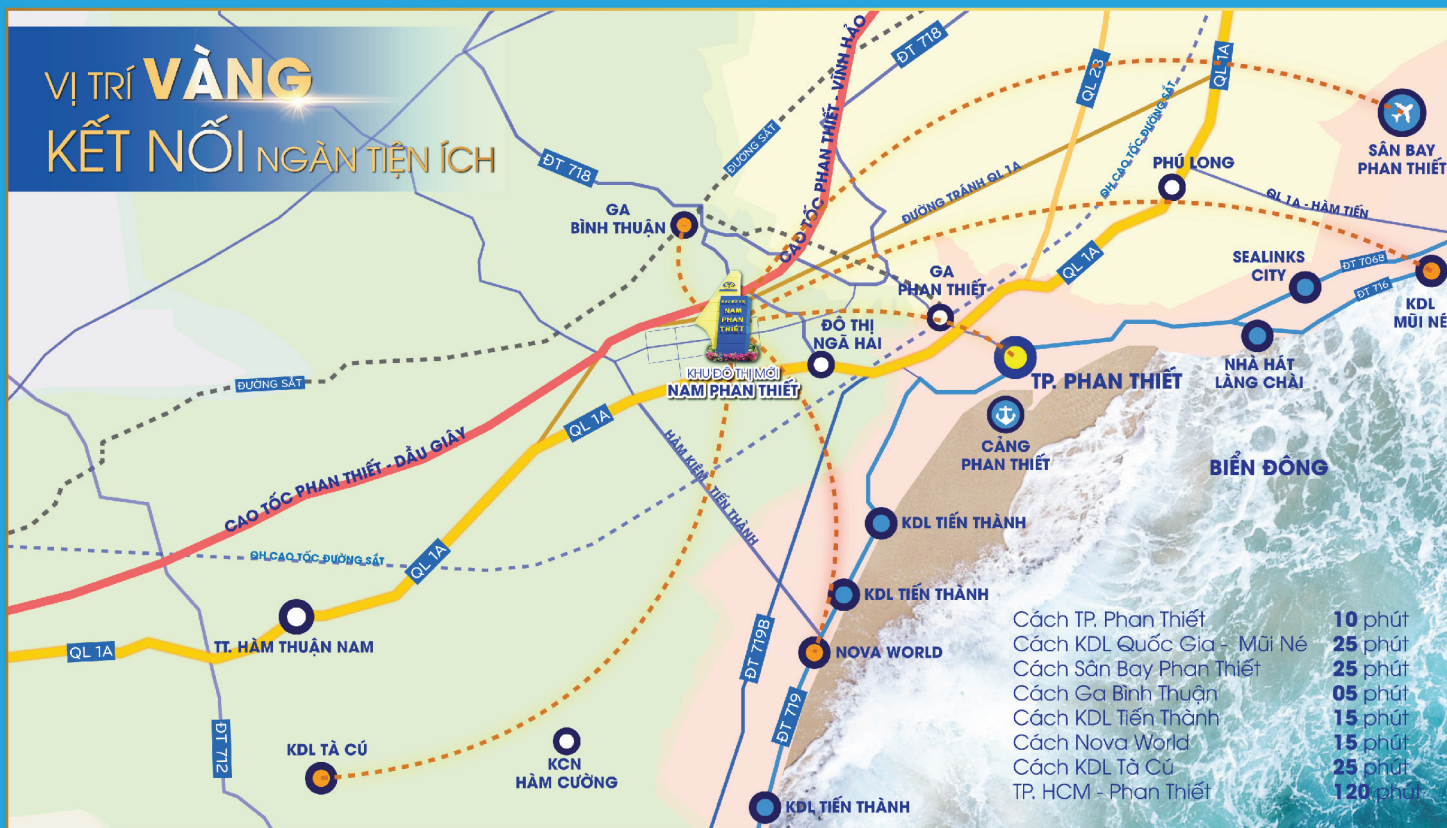 VỊ TRÍ VÀNG
KẾT NỐI NGÀN TIỆN ÍCH
ĐT 718
ĐƯỜNG SẮT
CAO TỐC PHAN THIẾT - VĨNH HẢO
ĐT 718
QL 28
QL 1A
QH CAO TỐC ĐƯỜNG SẮT
SÂN BAY
PHAN THIẾT
GA
BÌNH THUẬN
ĐƯỜNG TRÁNH QL 1A
PHÚ LONG
QL 1A - HÀM TIẾN
GA
PHAN THIẾT
QL 1A
SEALINKS
CITY
ĐT 706B
ĐT 716
KDL
MŨI NÉ
NAM
PHAN
THIẾT
KHU ĐÔ THỊ MỚI
NAM PHAN THIẾT
ĐÔ THỊ
NGÃ HAI
TP. PHAN THIẾT
NHÀ HÁT
LÀNG CHÀI
ĐƯỜNG SẮT
QL 1A
CẢNG
PHAN THIẾT
BIỂN ĐÔNG
CAO TỐC PHAN THIẾT - DẦU GIÂY
HÀM KIỆM - TIẾN THÀNH
QH CAO TỐC ĐƯỜNG SẮT
QL 1A
KDL TIẾN THÀNH
KDL TIẾN THÀNH
QL 1A
TT. HÀM THUẬN NAM
ĐT 719B
NOVA WORLD
ĐT 719
ĐT 712
KDL TÀ CÚ
KCN
HÀM CƯỜNG
KDL TIẾN THÀNH
Cách TP. Phan Thiết 10 phút
Cách KDL Quốc Gia - Mũi Né 25 phút
Cách Sân Bay Phan Thiết 25 phút
Cách Ga Bình Thuận 05 phút
Cách KDL Tiến Thành 15 phút
Cách Nova World 15 phút
Cách KDL Tà Cú 25 phút
TP. HCM - Phan Thiết 120 phút